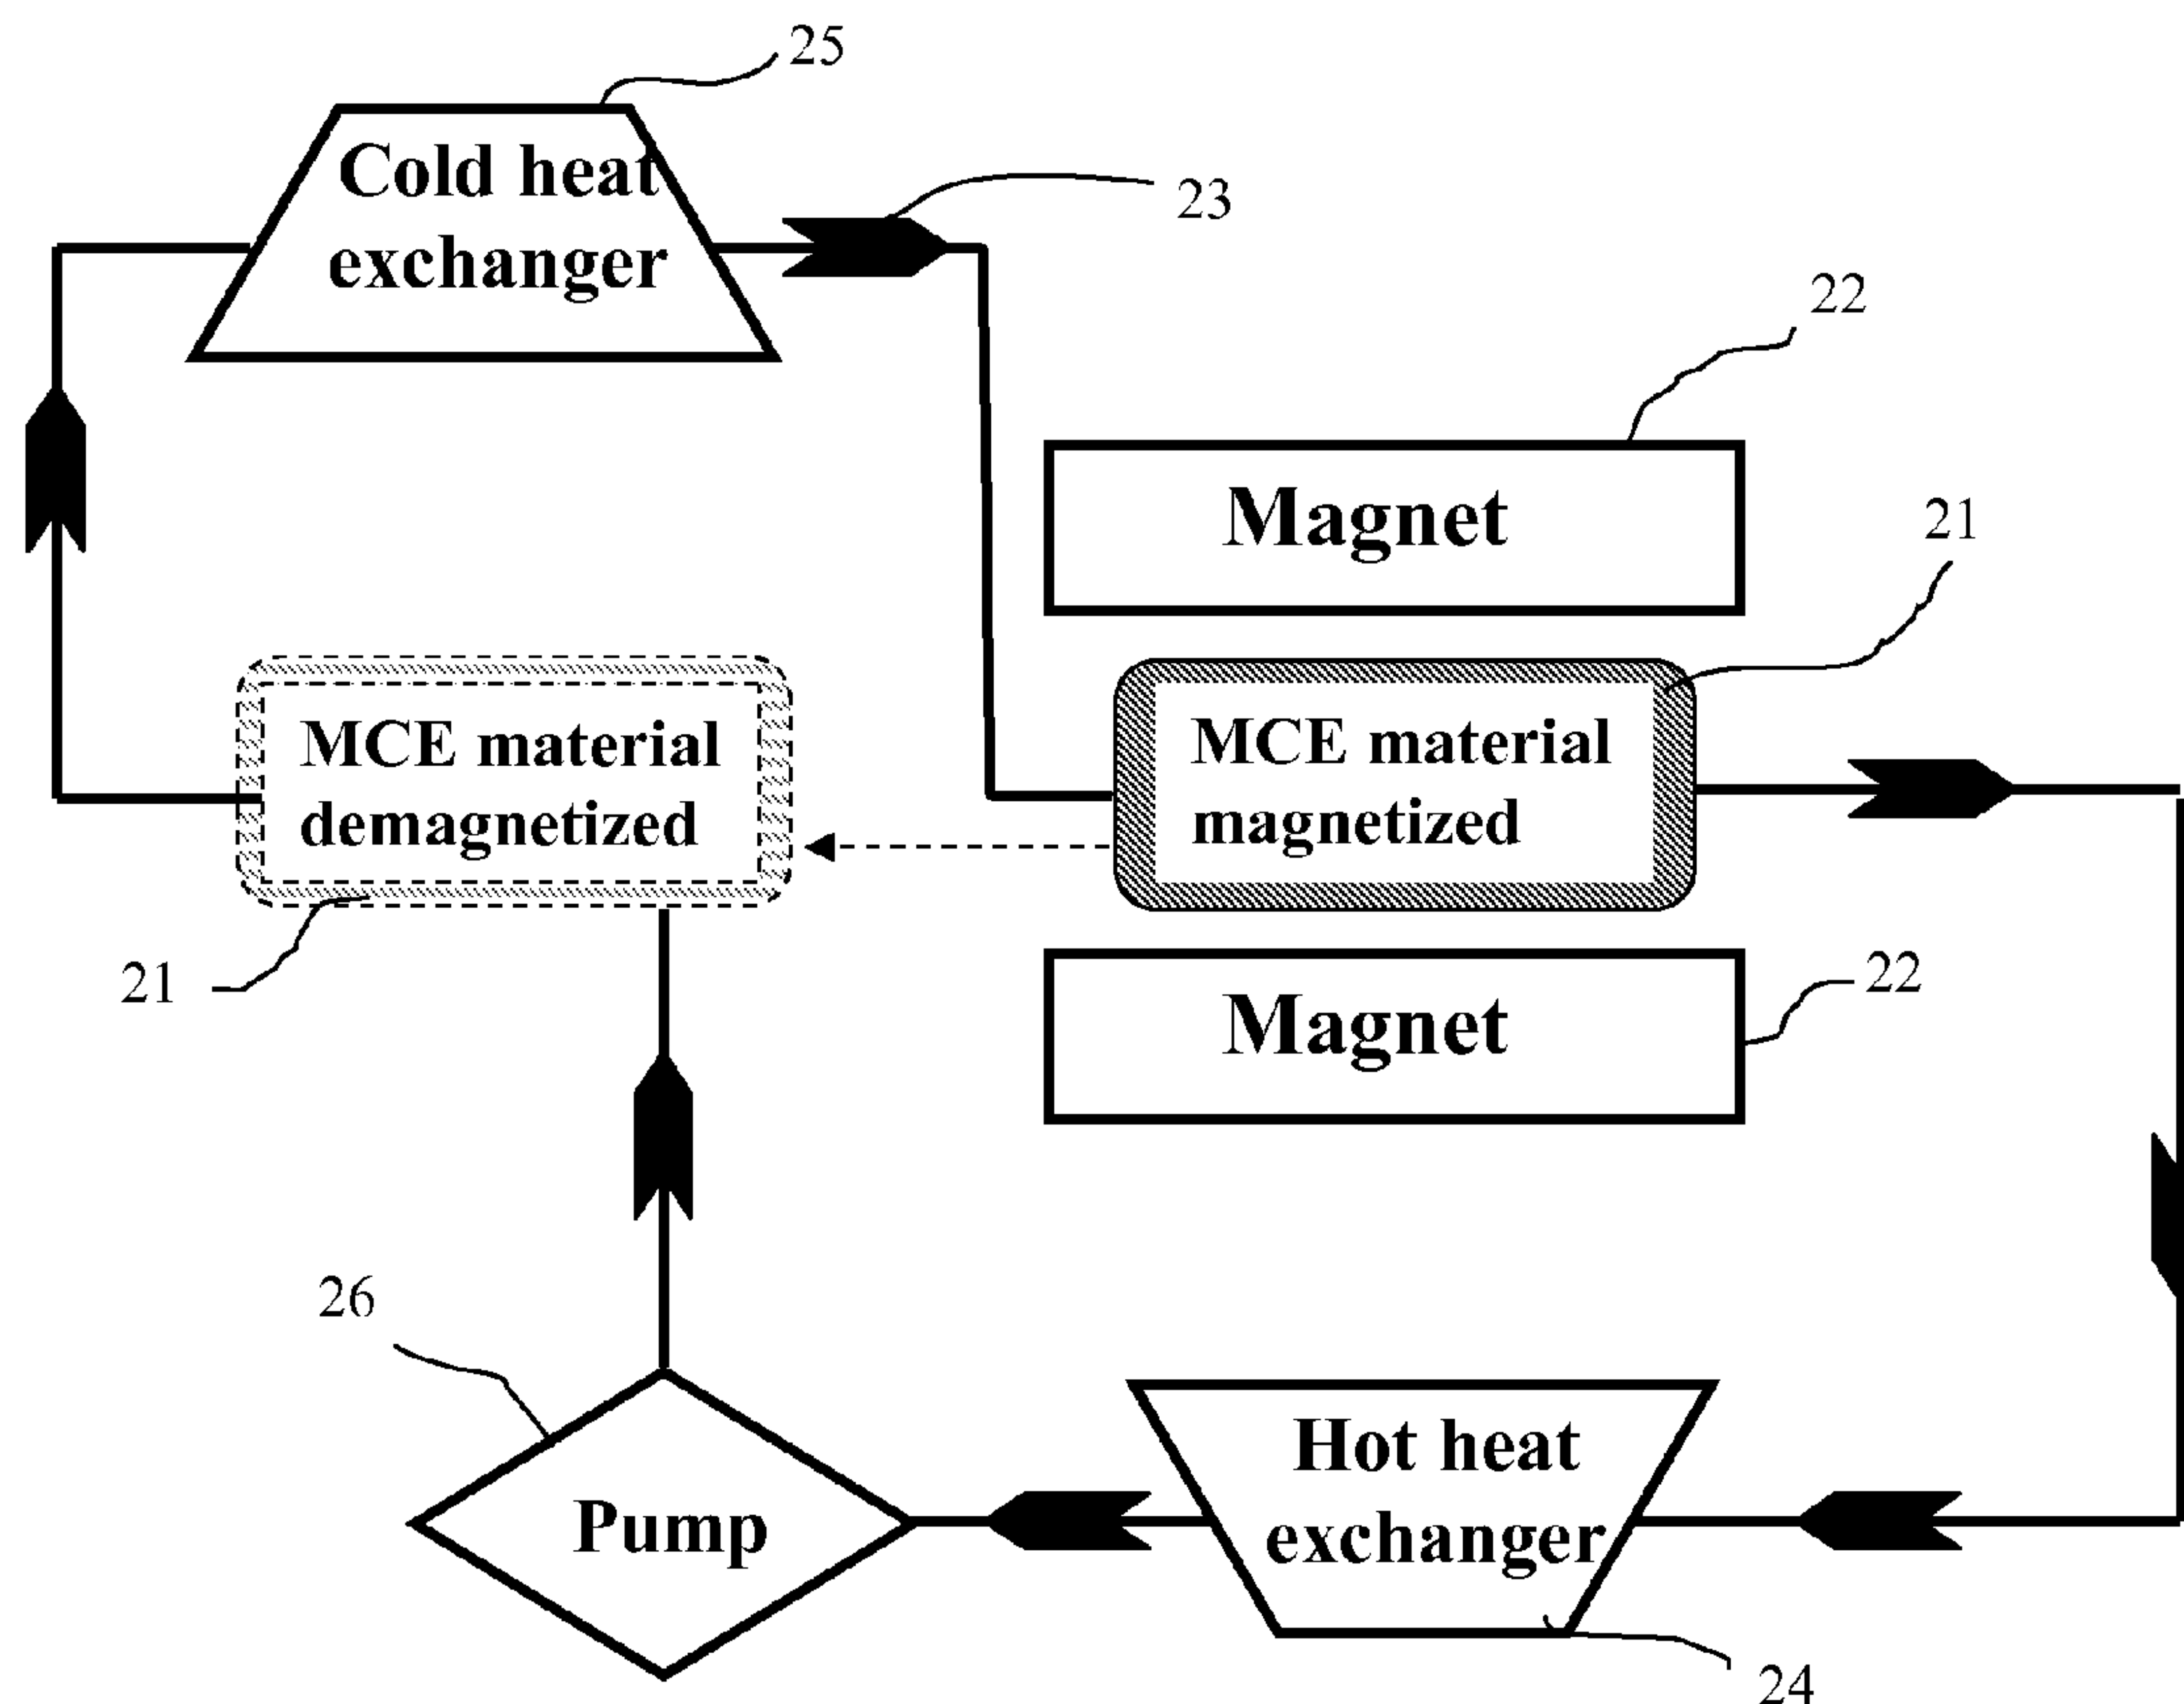 25
Cold heat
exchanger
23
22
Magnet
21
MCE material
demagnetized
MCE material
magnetized
21
22
Magnet
26
Pump
Hot heat
exchanger
24